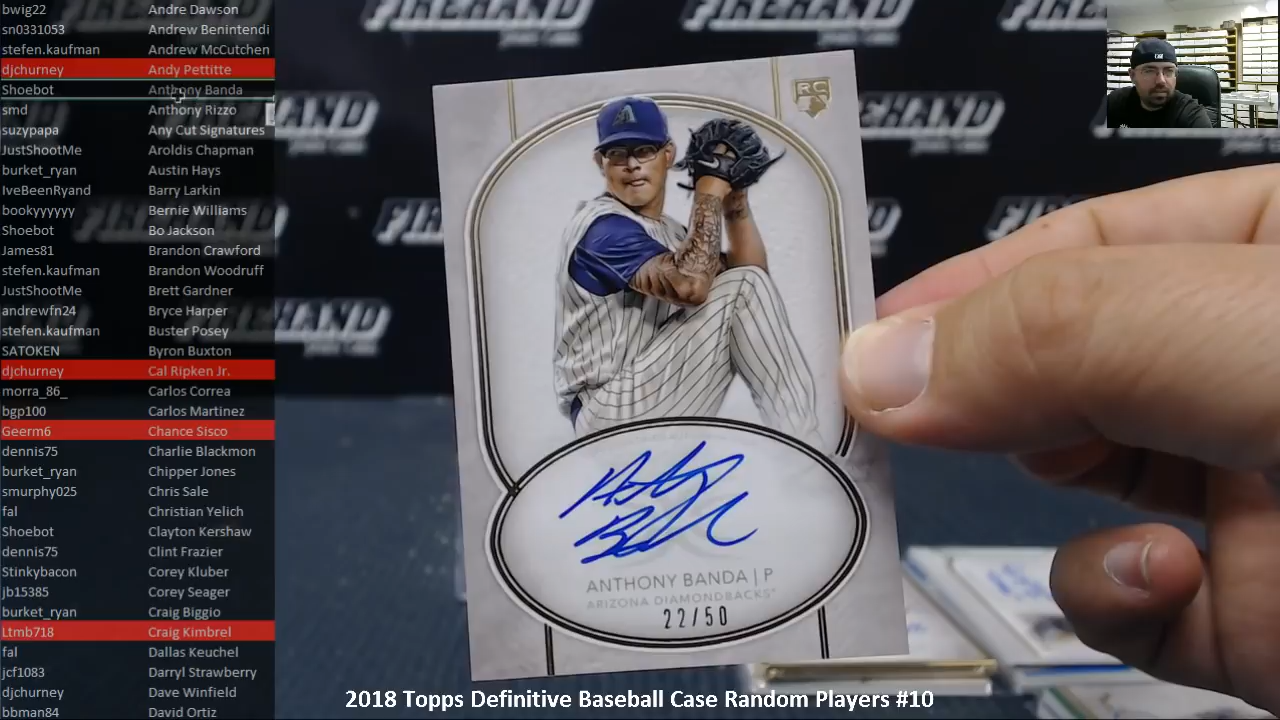 bwig22 Andre Dawson
sn0331053 Andrew Benintendi
stefen.kaufman Andrew McCutchen
djchurney Andy Pettitte
Shoebot Anthony Banda
smd Anthony Rizzo
suzypapa Any Cut Signatures
JustShootMe Aroldis Chapman
burket_ryan Austin Hays
IveBeenRyand Barry Larkin
bookyyyyyy Bernie Williams
Shoebot Bo Jackson
James81 Brandon Crawford
stefen.kaufman Brandon Woodruff
JustShootMe Brett Gardner
andrewfn24 Bryce Harper
stefen.kaufman Buster Posey
SATOKEN Byron Buxton
djchurney Cal Ripken Jr.
morra_86_ Carlos Correa
bgp100 Carlos Martinez
Geerm6 Chance Sisco
dennis75 Charlie Blackmon
burket_ryan Chipper Jones
smurphy025 Chris Sale
fal Christian Yelich
Shoebot Clayton Kershaw
dennis75 Clint Frazier
Stinkybacon Corey Kluber
jb15385 Corey Seager
burket_ryan Craig Biggio
Ltmb718 Craig Kimbrel
fal Dallas Keuchel
jcf1083 Darryl Strawberry
djchurney Dave Winfield
bbman84 David Ortiz
FIREHAND
FIREHAND
FIREHAND
FIREHAND
RC
A
ANTHONY BANDA | P
ARIZONA DIAMONDBACKS
22/50
2018 Topps Definitive Baseball Case Random Players #10